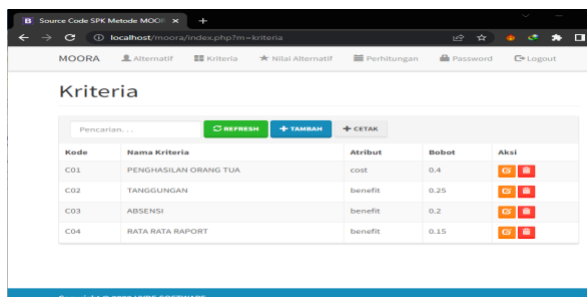 B Source Code SPK Metode MOOR
localhost/moora/index.php?m=kriteria
MOORA Alternatif Kriteria Nilai Alternatif Perhitungan Password Logout
Kriteria
Pencarian... REFRESH TAMBAH CETAK
Kode Nama Kriteria Atribut Bobot Aksi
C01 PENGHASILAN ORANG TUA cost 0.4
C02 TANGGUNGAN benefit 0.25
C03 ABSENSI benefit 0.2
C04 RATA RATA RAPORT benefit 0.15